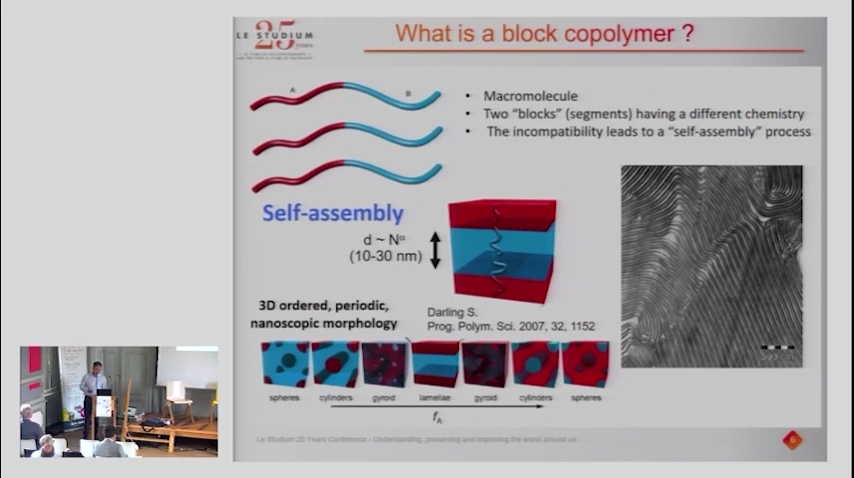 LE STUDIUM
25
years
What is a block copolymer ?
A
B
• Macromolecule
• Two “blocks” (segments) having a different chemistry
• The incompatibility leads to a “self-assembly” process
Self-assembly
d ~ Nα
(10-30 nm)
3D ordered, periodic,
nanoscopic morphology
Darling S.
Prog. Polym. Sci. 2007, 32, 1152
spheres cylinders gyroid lamellae gyroid cylinders spheres
fA
Le Studium 25 Years Conference – Understanding, preserving and improving the world around us
6